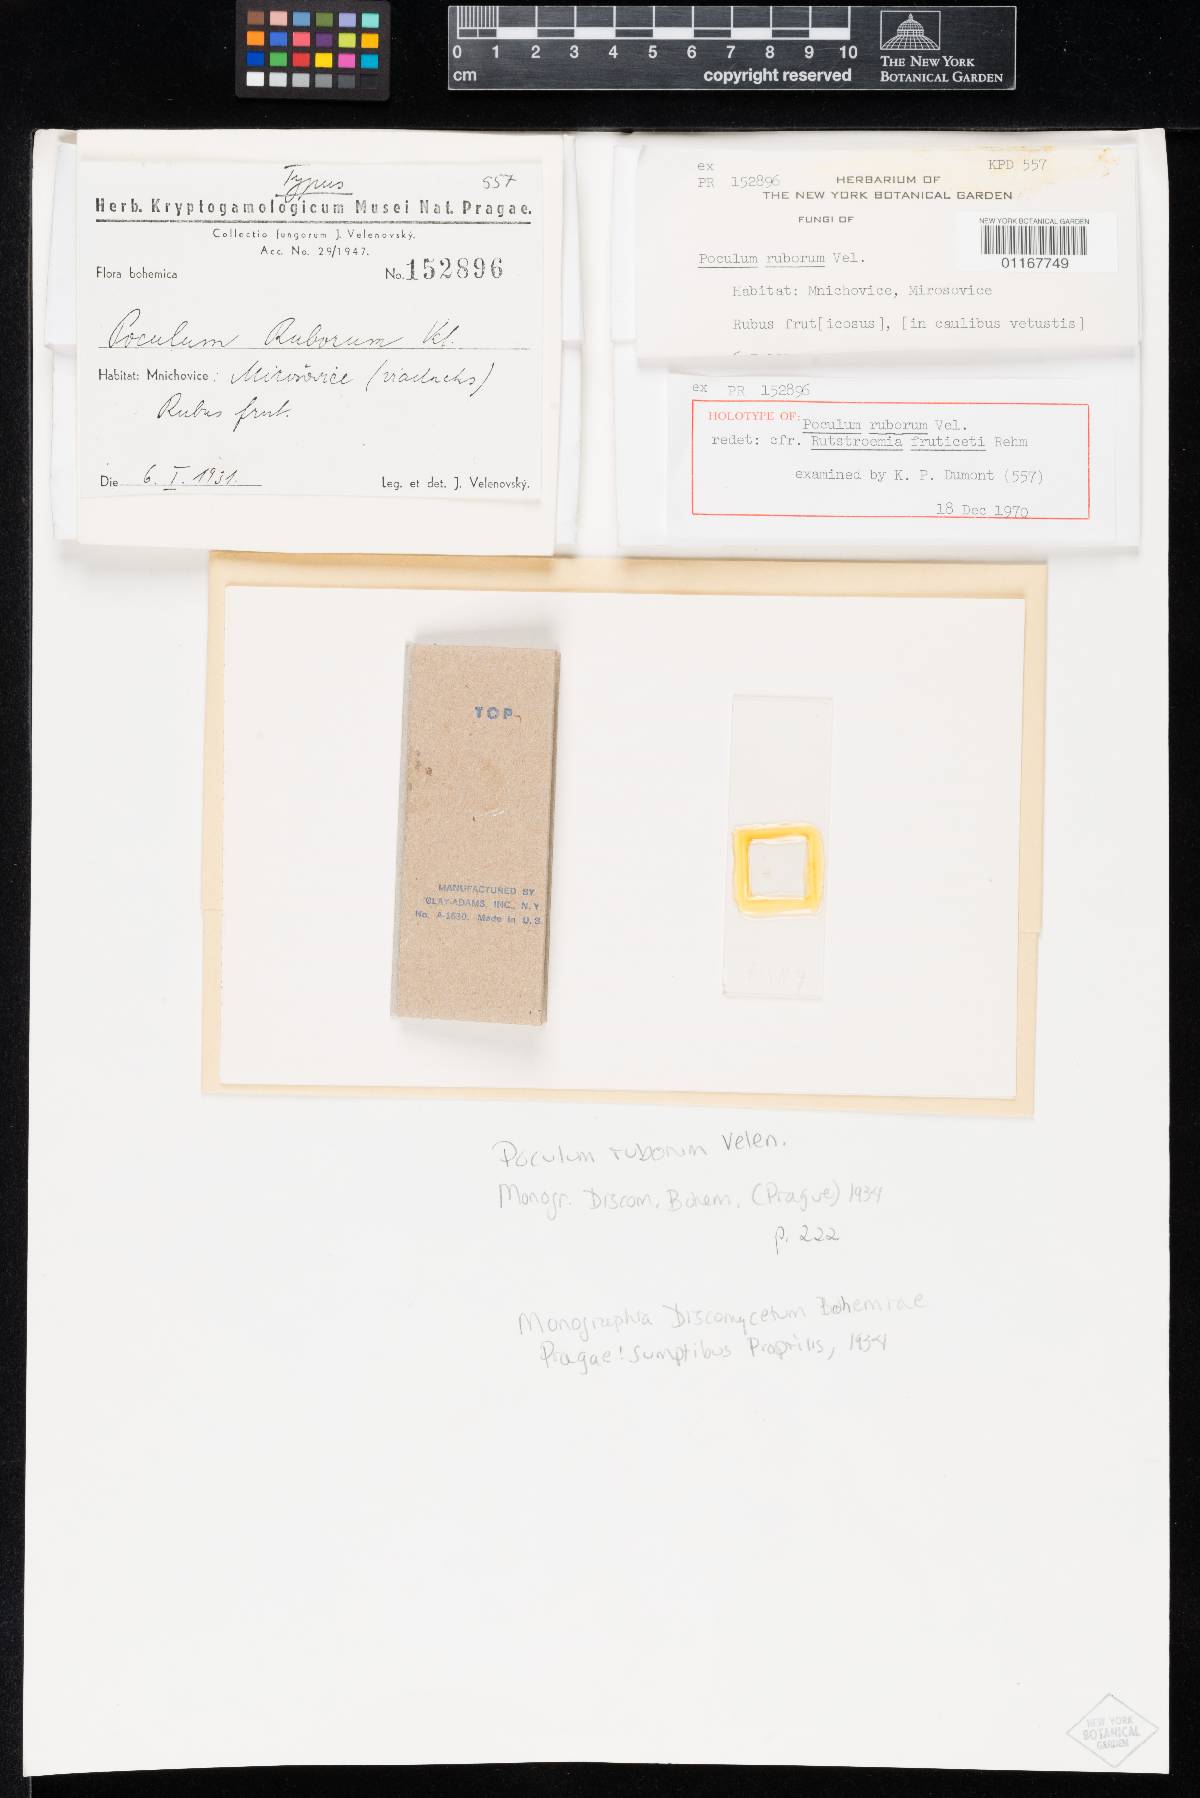 0 1 2 3 4 5 6 7 8 9 10
cm
copyright reserved
THE NEW YORK
BOTANICAL GARDEN
Typus
557
Herb. Kryptogamologicum Musei Nat. Pragae.
Collectio fungorum J. Velenovský.
Acc. No. 29/1947.
Flora bohemica
No. 152896
Poculum Ruborum Vel.
Habitat: Mnichovice: Mirošovice (viaducks)
Rubus frut.
Die 6. I. 1931.
Leg. et det. J. Velenovský.
ex
KPD 557
PR 152896
HERBARIUM OF
THE NEW YORK BOTANICAL GARDEN
FUNGI OF
NEW YORK BOTANICAL GARDEN
01167749
Poculum ruborum Vel.
Habitat: Mnichovice, Mirosovice
Rubus frut[icosus], [in caulibus vetustis]
ex PR 152896
HOLOTYPE OF: Poculum ruborum Vel.
redet: cfr. Rutstroemia fruticeti Rehm
examined by K. P. Dumont (557)
18 Dec 1970
TOP
MANUFACTURED BY
CLAY-ADAMS, INC., N. Y.
No. A-1630. Made in U. S.
Poculum ruborum Velen.
Monogr. Discom. Bohem. (Prague) 1934
p. 222
Monographia Discomycetum Bohemiae
Pragae: Sumptibus Propriis, 1934
NEW YORK
BOTANICAL
GARDEN